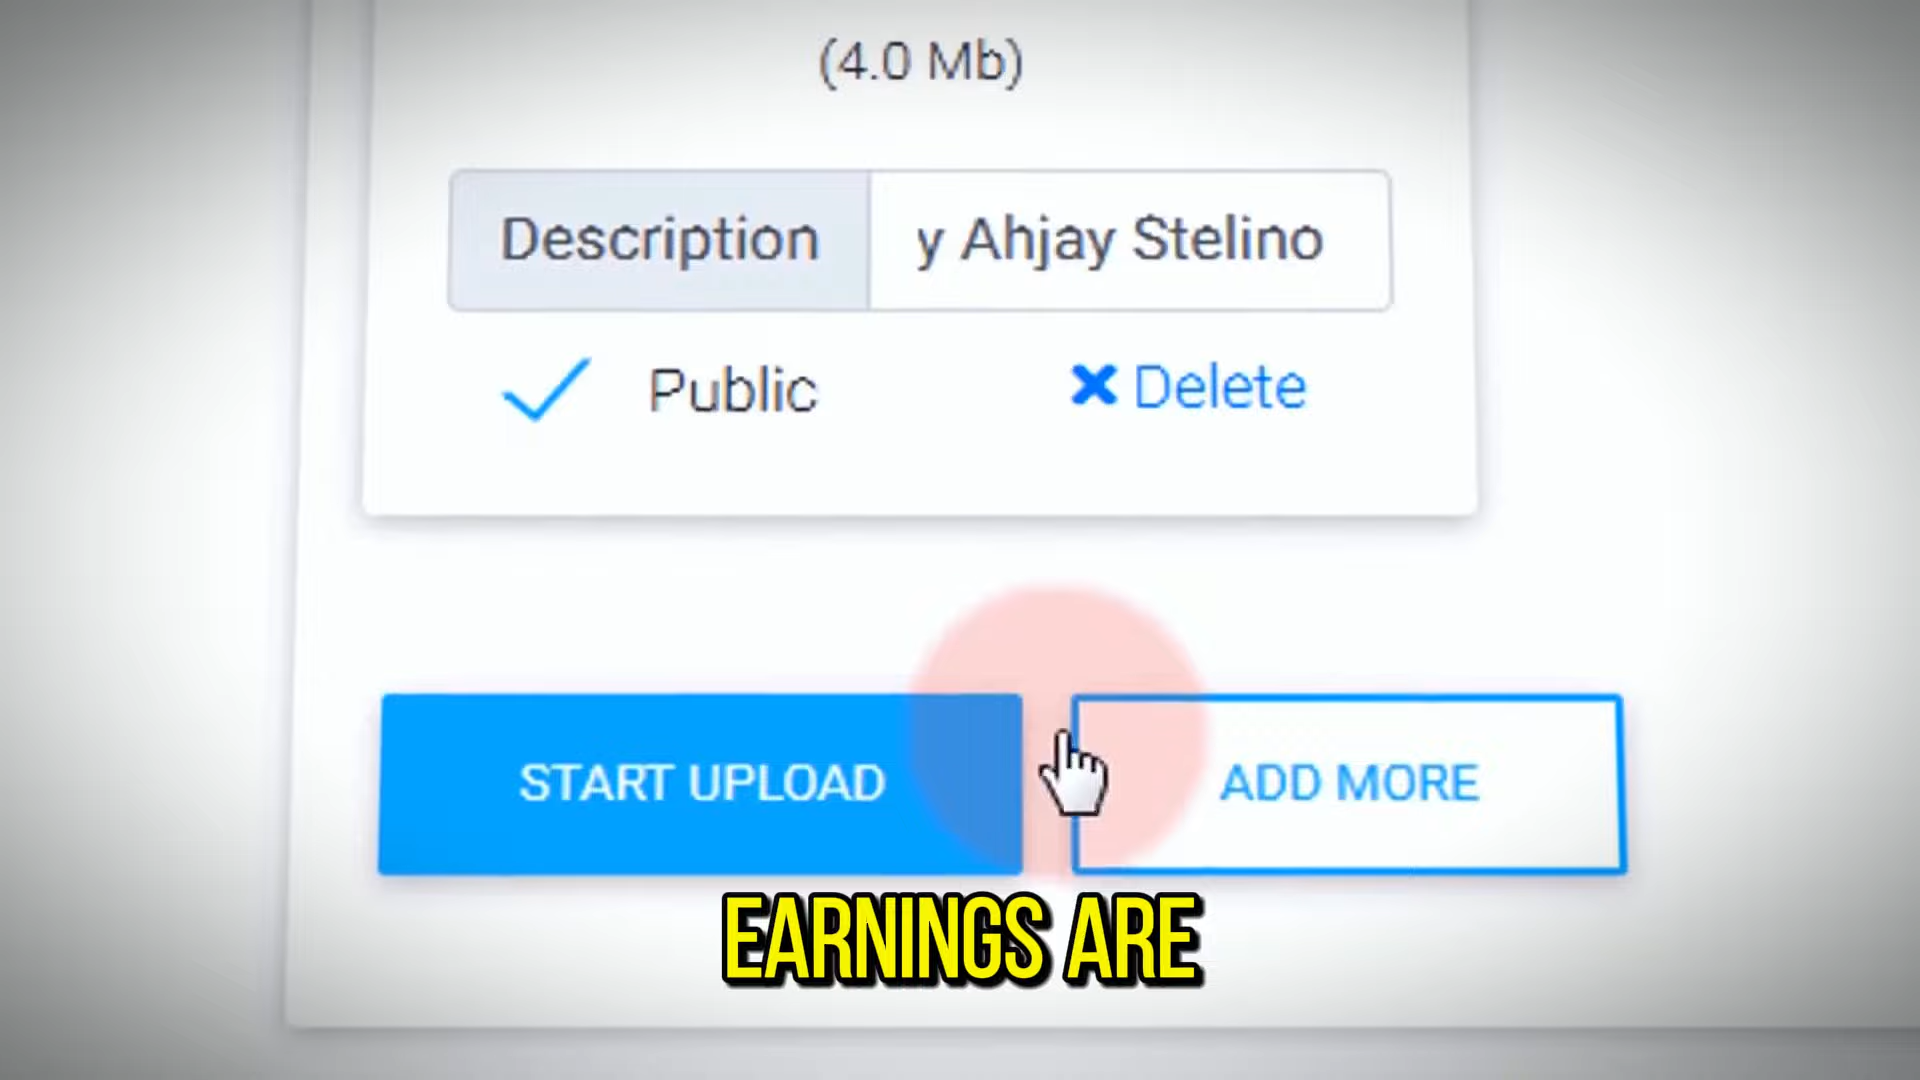 (4.0 Mb)
Description y Ahjay Stelino
Public Delete
START UPLOAD ADD MORE
EARNINGS ARE